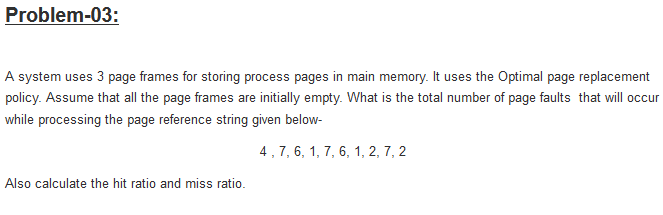 Problem-03:
A system uses 3 page frames for storing process pages in main memory. It uses the Optimal page replacement
policy. Assume that all the page frames are initially empty. What is the total number of page faults  that will occur
while processing the page reference string given below-
4 , 7, 6, 1, 7, 6, 1, 2, 7, 2
Also calculate the hit ratio and miss ratio.